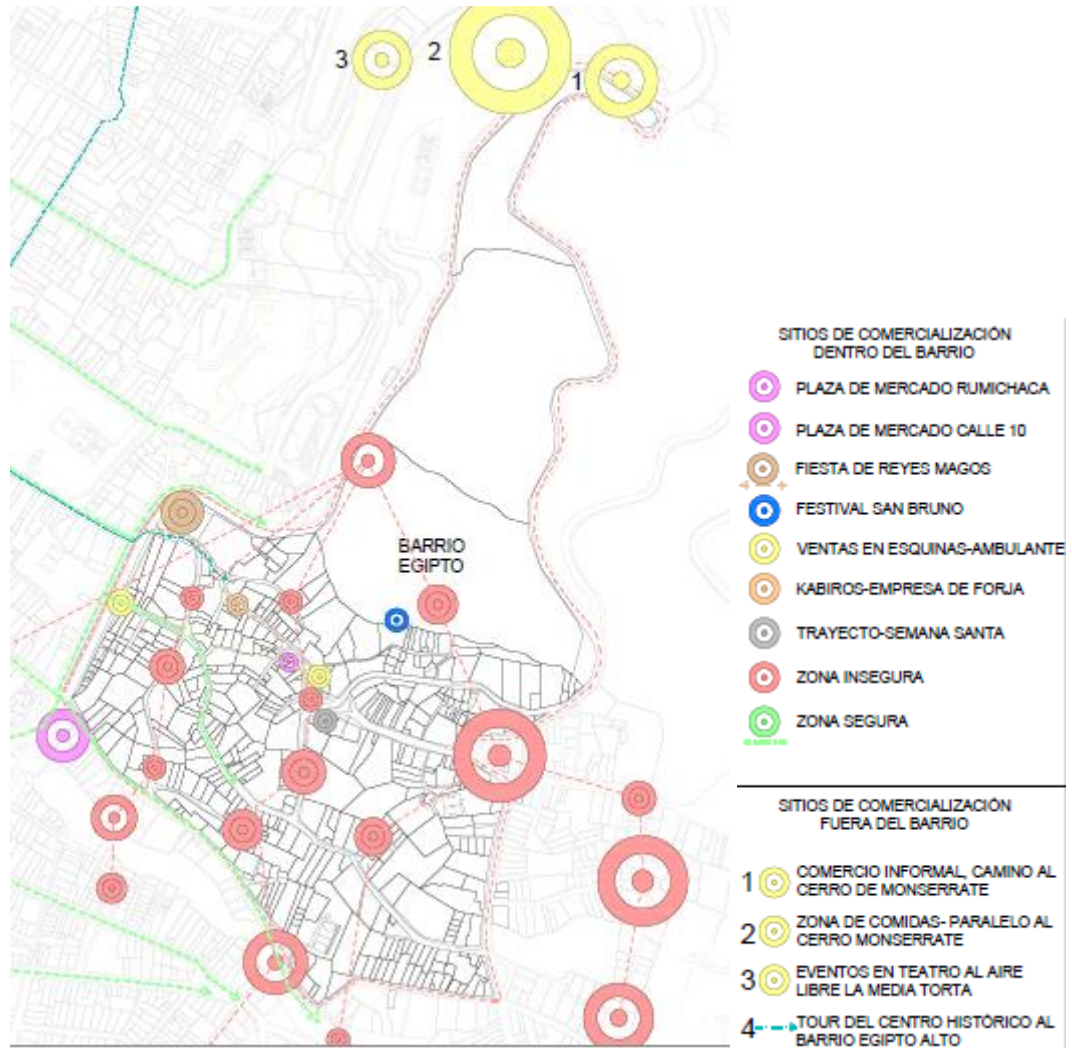 3
2
1
BARRIO
EGIPTO
SITIOS DE COMERCIALIZACIÓN
DENTRO DEL BARRIO
PLAZA DE MERCADO RUMICHACA
PLAZA DE MERCADO CALLE 10
FIESTA DE REYES MAGOS
FESTIVAL SAN BRUNO
VENTAS EN ESQUINAS-AMBULANTE
KABIROS-EMPRESA DE FORJA
TRAYECTO-SEMANA SANTA
ZONA INSEGURA
ZONA SEGURA
SITIOS DE COMERCIALIZACIÓN
FUERA DEL BARRIO
1 COMERCIO INFORMAL, CAMINO AL
CERRO DE MONSERRATE
2 ZONA DE COMIDAS- PARALELO AL
CERRO MONSERRATE
3 EVENTOS EN TEATRO AL AIRE
LIBRE LA MEDIA TORTA
4 TOUR DEL CENTRO HISTÓRICO AL
BARRIO EGIPTO ALTO